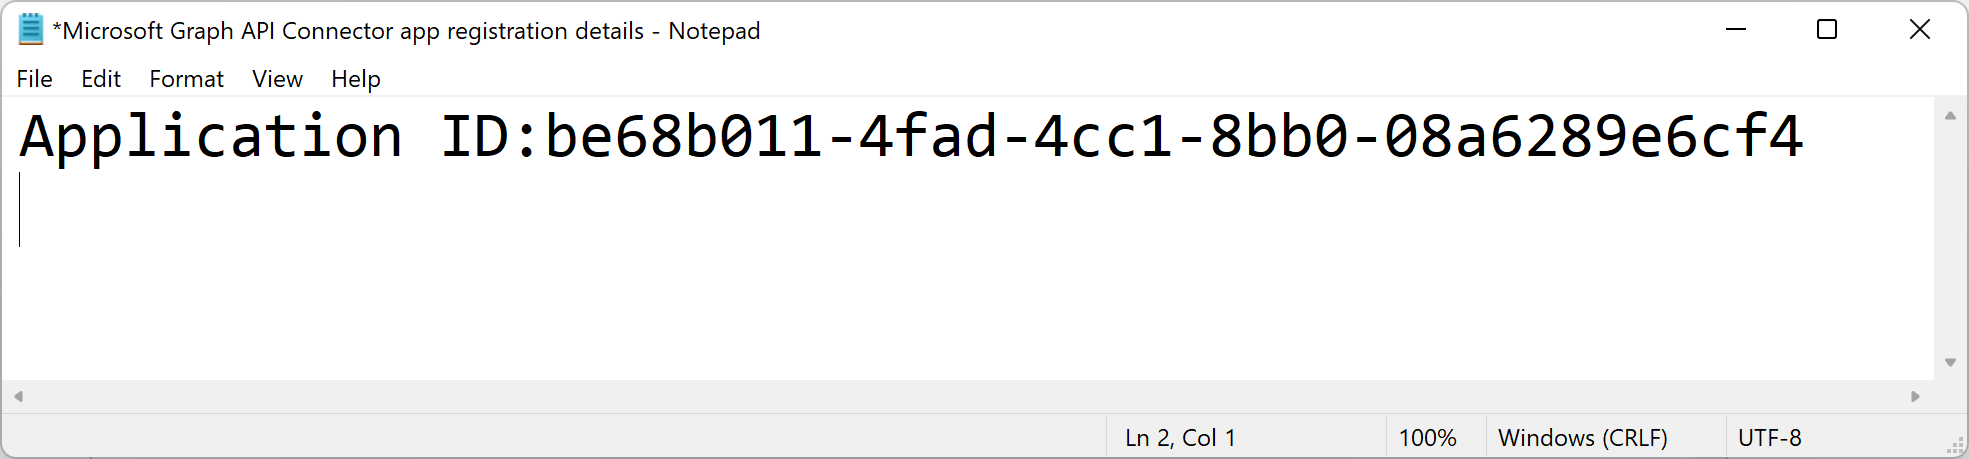 *Microsoft Graph API Connector app registration details - Notepad
File Edit Format View Help
Application ID:be68b011-4fad-4cc1-8bb0-08a6289e6cf4
Ln 2, Col 1 100% Windows (CRLF) UTF-8